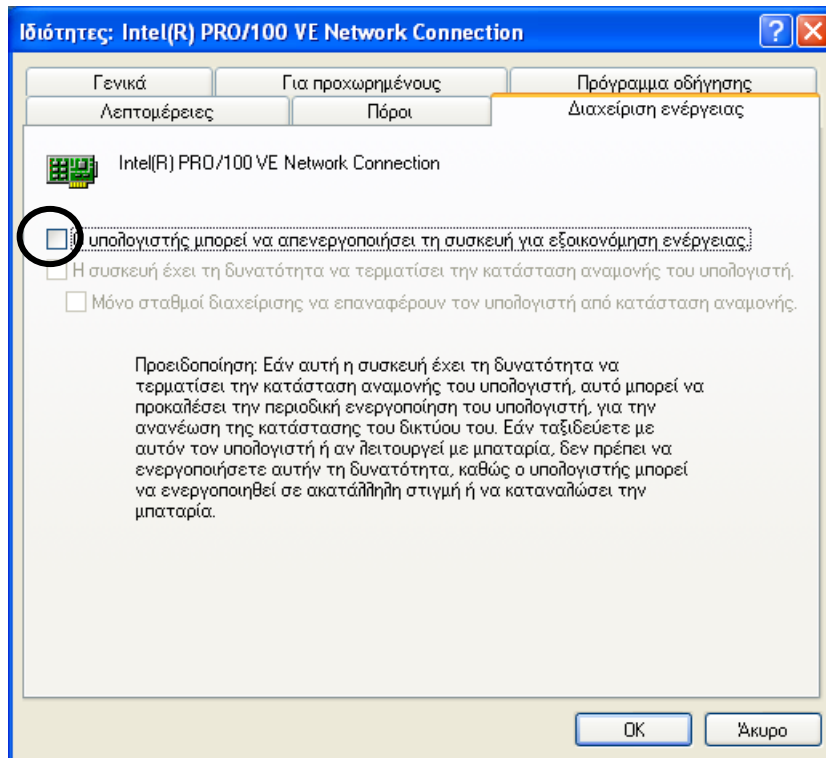 Ιδιότητες: Intel(R) PRO/100 VE Network Connection
Γενικά Για προχωρημένους Πρόγραμμα οδήγησης
Λεπτομέρειες Πόροι Διαχείριση ενέργειας
Intel(R) PRO/100 VE Network Connection
υπολογιστής μπορεί να απενεργοποιήσει τη συσκευή για εξοικονόμηση ενέργειας.
Η συσκευή έχει τη δυνατότητα να τερματίσει την κατάσταση αναμονής του υπολογιστή.
Μόνο σταθμοί διαχείρισης να επαναφέρουν τον υπολογιστή από κατάσταση αναμονής.
Προειδοποίηση: Εάν αυτή η συσκευή έχει τη δυνατότητα να
τερματίσει την κατάσταση αναμονής του υπολογιστή, αυτό μπορεί να
προκαλέσει την περιοδική ενεργοποίηση του υπολογιστή, για την
ανανέωση της κατάστασης του δικτύου του. Εάν ταξιδεύετε με
αυτόν τον υπολογιστή ή αν λειτουργεί με μπαταρία, δεν πρέπει να
ενεργοποιήσετε αυτήν τη δυνατότητα, καθώς ο υπολογιστής μπορεί
να ενεργοποιηθεί σε ακατάλληλη στιγμή ή να καταναλώσει την
μπαταρία.
OK Άκυρο